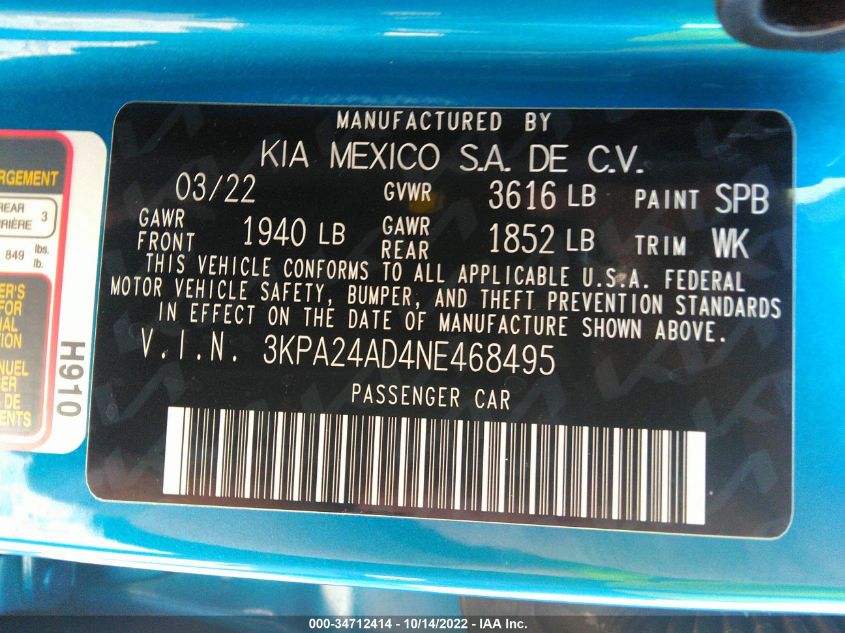 MANUFACTURED BY
KIA MEXICO S.A. DE C.V.
03/22 GVWR 3616 LB PAINT SPB
GAWR FRONT 1940 LB GAWR REAR 1852 LB TRIM WK
THIS VEHICLE CONFORMS TO ALL APPLICABLE U.S.A. FEDERAL
MOTOR VEHICLE SAFETY, BUMPER, AND THEFT PREVENTION STANDARDS
IN EFFECT ON THE DATE OF MANUFACTURE SHOWN ABOVE.
V.I.N. 3KPA24AD4NE468495
PASSENGER CAR
REAR 3
849 lbs.
lb.
H910
000-34712414 - 10/14/2022 - IAA Inc.